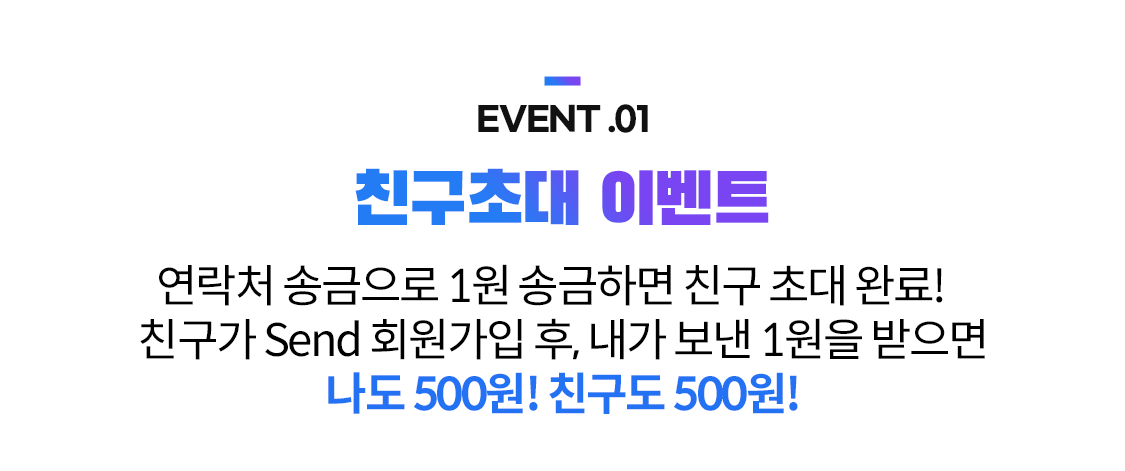 EVENT .01
친구초대 이벤트
연락처 송금으로 1원 송금하면 친구 초대 완료!
친구가 Send 회원가입 후, 내가 보낸 1원을 받으면
나도 500원! 친구도 500원!